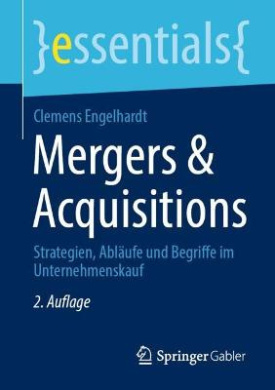 }essentials{
Clemens Engelhardt
Mergers &
Acquisitions
Strategien, Abläufe und Begriffe im
Unternehmenskauf
2. Auflage
Springer Gabler